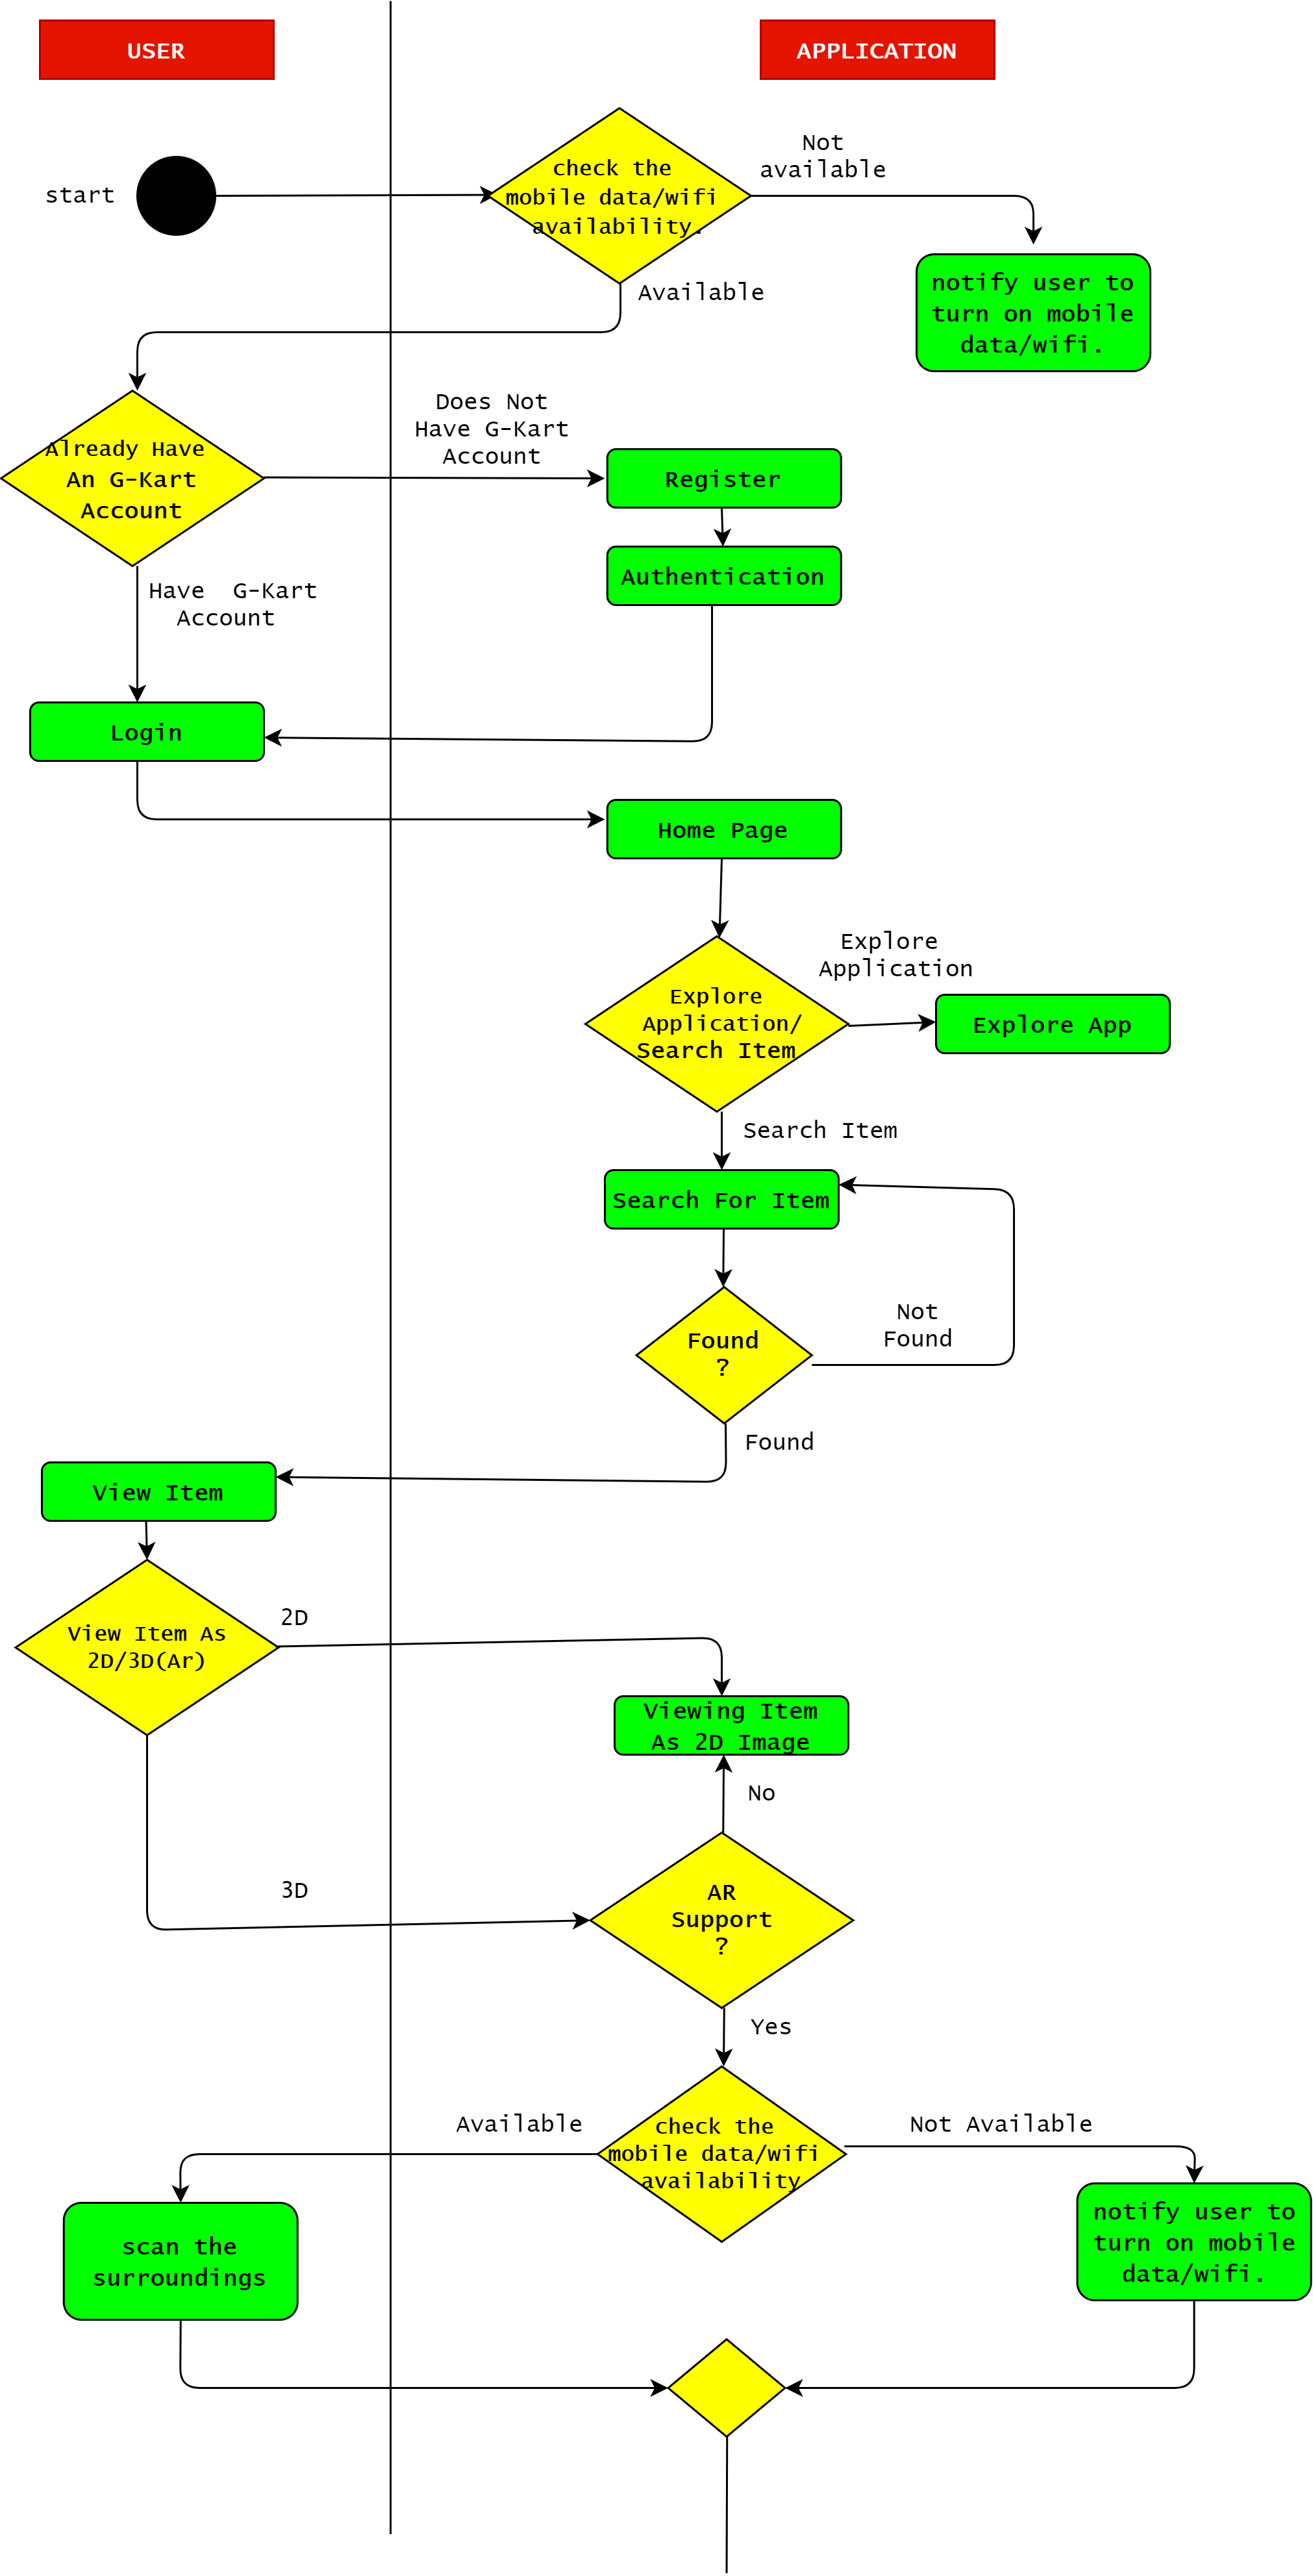 USER
APPLICATION
start
check the
mobile data/wifi
availability.
Not
available
notify user to
turn on mobile
data/wifi.
Available
Already Have
An G-Kart
Account
Does Not
Have G-Kart
Account
Register
Authentication
Have G-Kart
Account
Login
Home Page
Explore
Application/
Search Item
Explore
Application
Explore App
Search Item
Search For Item
Found
?
Not
Found
Found
View Item
View Item As
2D/3D(Ar)
2D
Viewing Item
As 2D Image
No
3D
AR
Support
?
Yes
check the
mobile data/wifi
availability
Available
Not Available
scan the
surroundings
notify user to
turn on mobile
data/wifi.